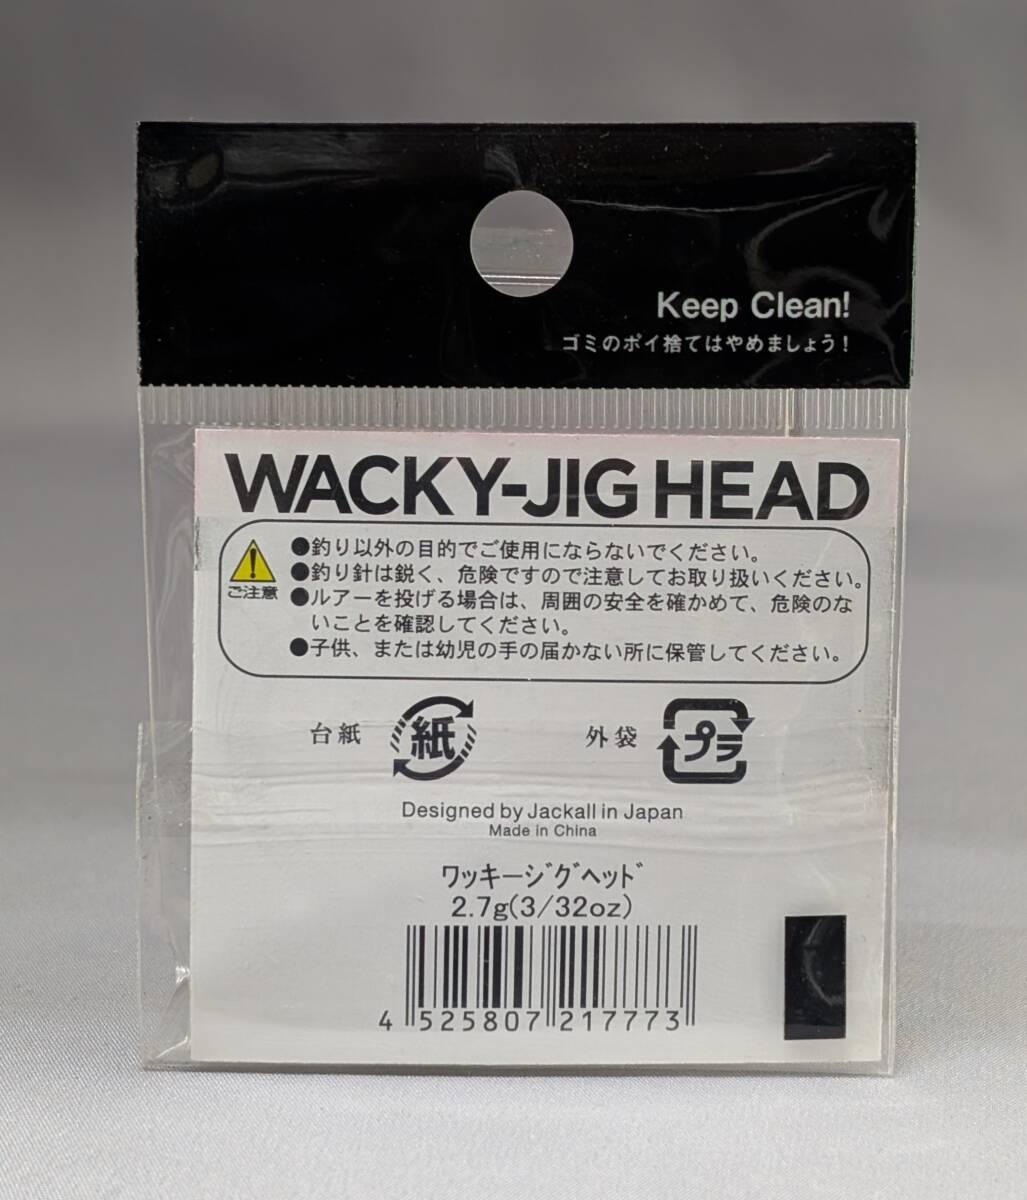 Keep Clean!
ゴミのポイ捨てはやめましょう!
WACKY-JIG HEAD
ご注意
●釣り以外の目的でご使用にならないでください。
●釣り針は鋭く、危険ですので注意してお取り扱いください。
●ルアーを投げる場合は、周囲の安全を確かめて、危険のな
いことを確認してください。
●子供、または幼児の手の届かない所に保管してください。
台紙 紙 外袋 プラ
Designed by Jackall in Japan
Made in China
ワッキージグヘッド
2.7g(3/32oz)
4 525807 217773